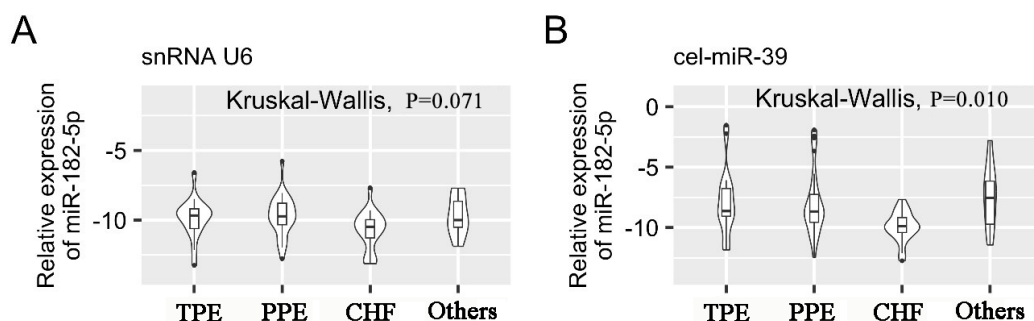 A
snRNA U6
Kruskal-Wallis, P=0.071
Relative expression
of miR-182-5p
-5
-10
TPE PPE CHF Others
B
cel-miR-39
Kruskal-Wallis, P=0.010
Relative expression
of miR-182-5p
0
-5
-10
TPE PPE CHF Others